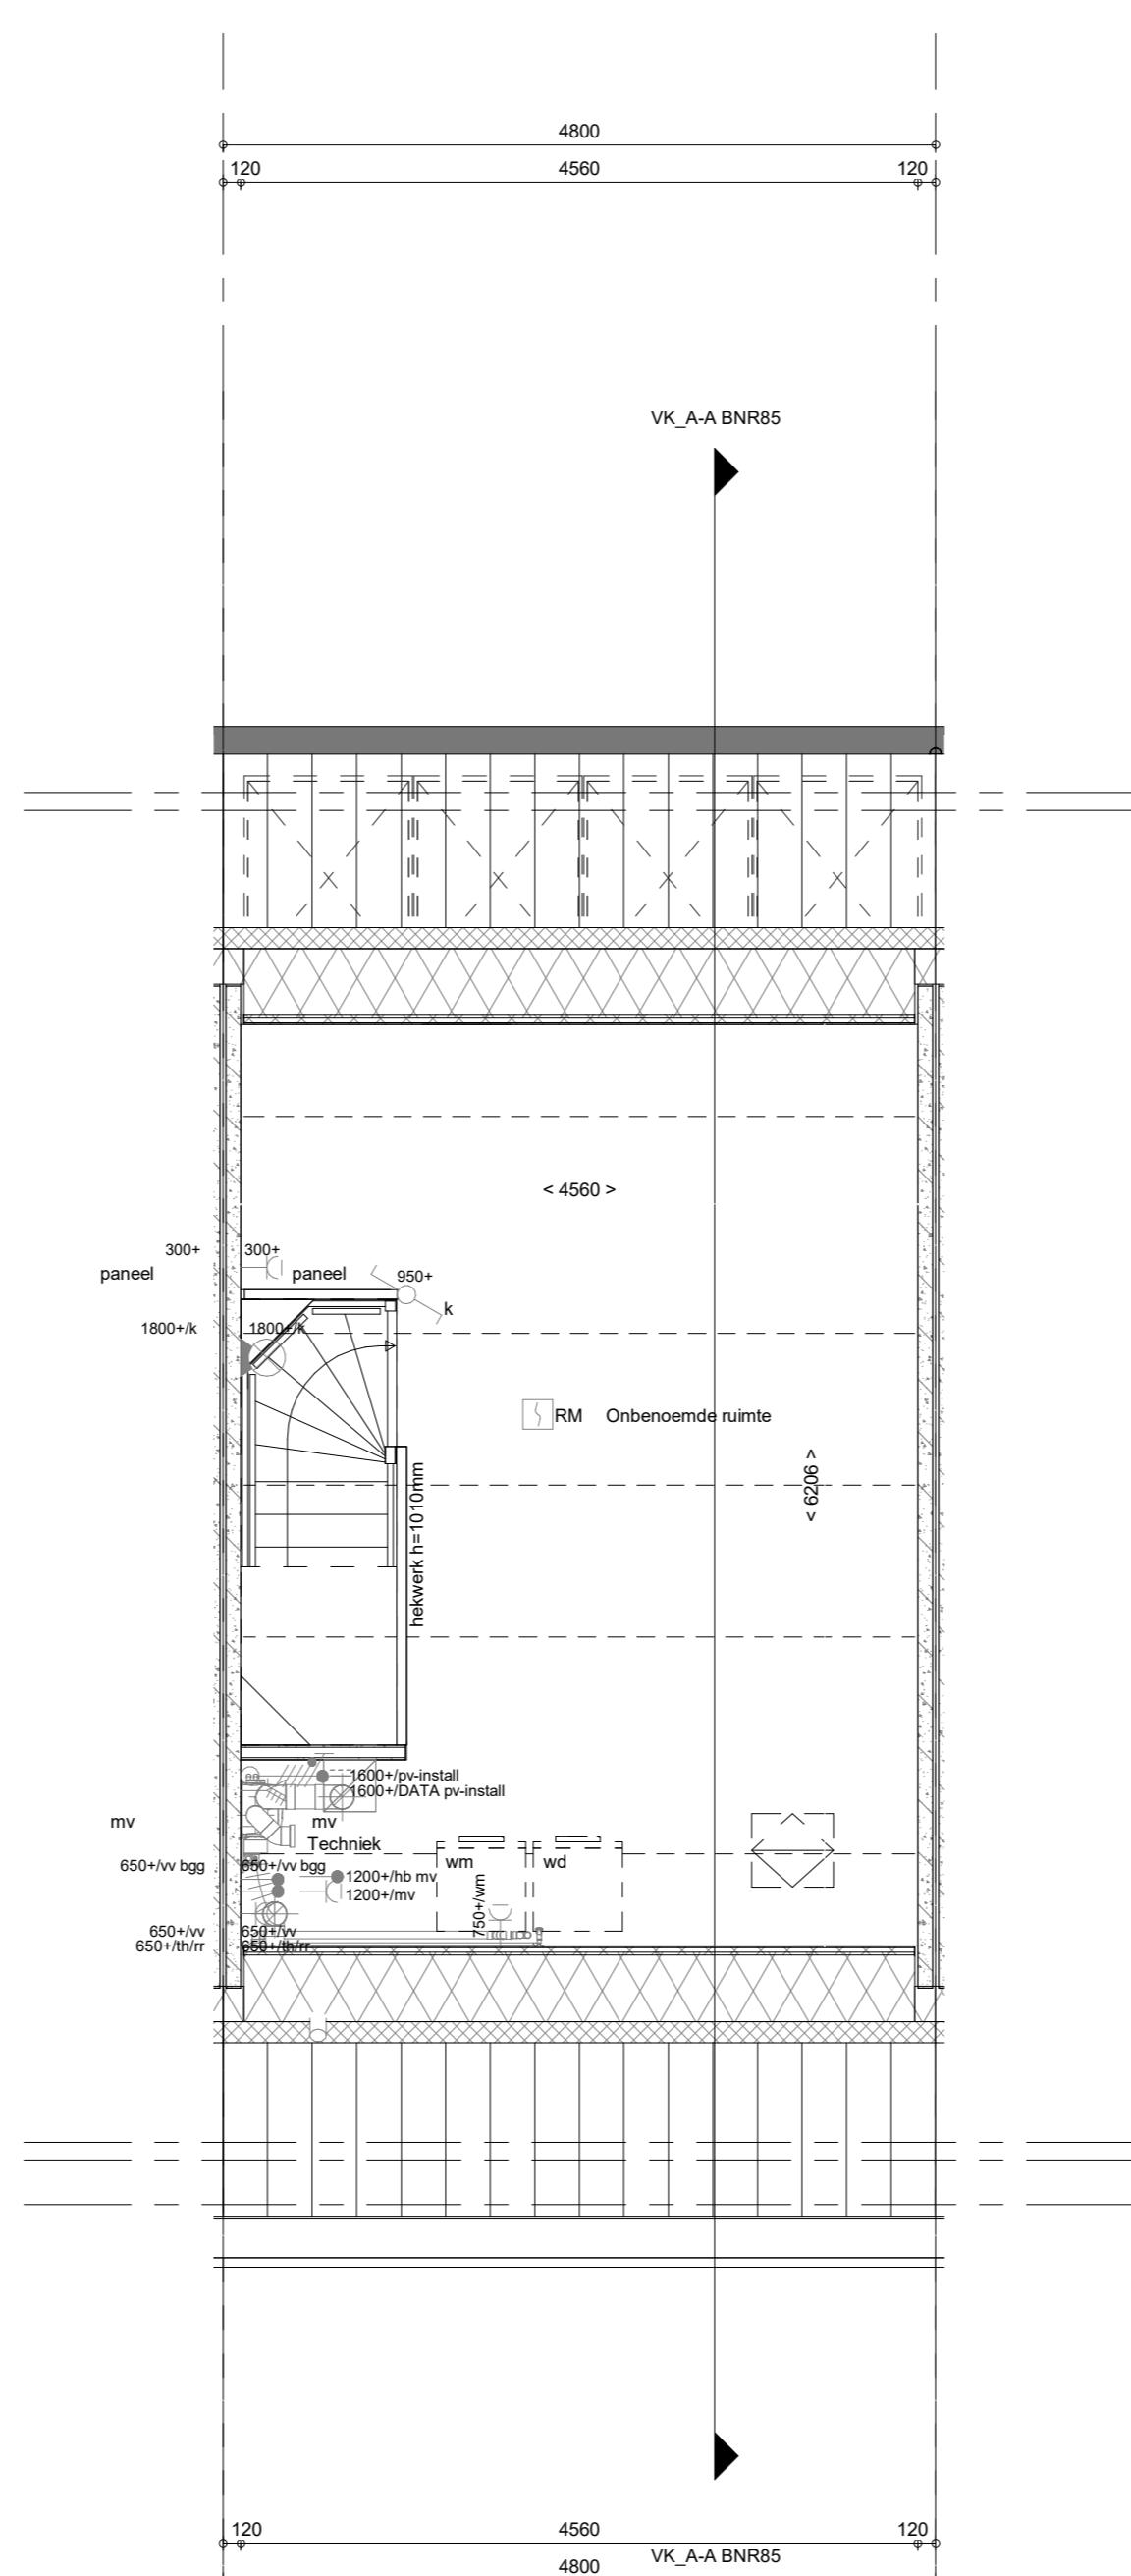 4800
120 4560 120
VK_A-A BNR85
< 4560 >
300+ 300+
paneel paneel 950+
k
1800+/k 1800+/k
RM Onbenoemde ruimte
< 6206 >
hekwerk h=1010mm
1600+/pv-install
1600+/DATA pv-install
mv mv
Techniek
wm wd
650+/vv bgg 650+/vv bgg
1200+/hb mv
1200+/mv
750+/wm
650+/vv 650+/vv
650+/th/rr 650+/th/rr
120 4560 120
VK_A-A BNR85
4800